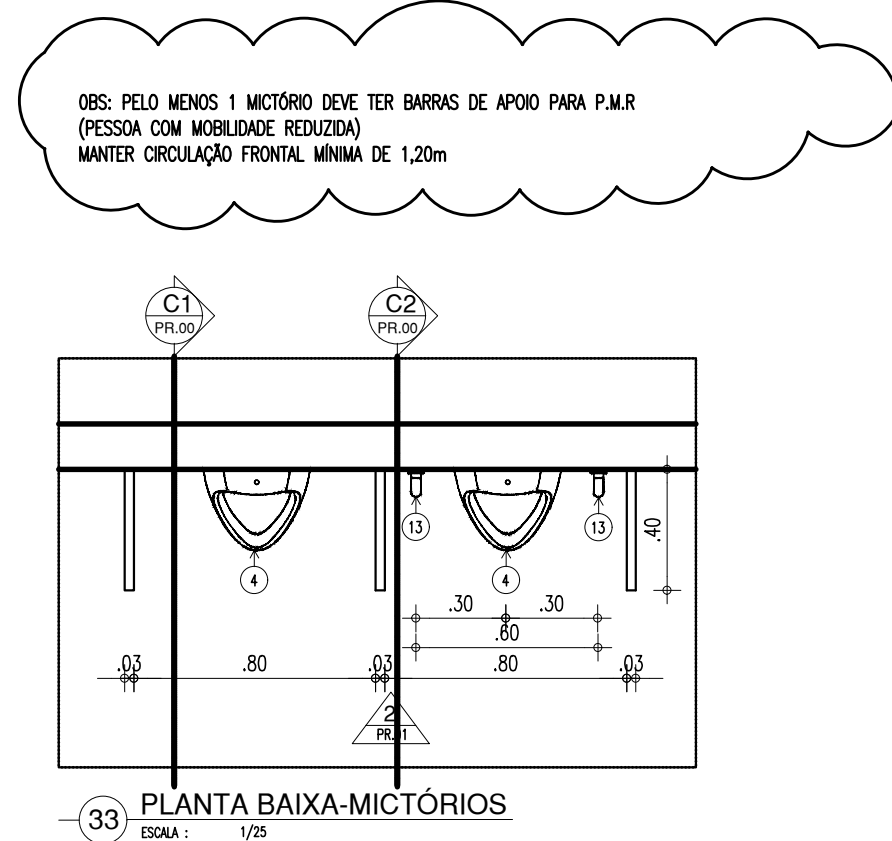 OBS: PELO MENOS 1 MICTÓRIO DEVE TER BARRAS DE APOIO PARA P.M.R
(PESSOA COM MOBILIDADE REDUZIDA)
MANTER CIRCULAÇÃO FRONTAL MÍNIMA DE 1,20m
C1
PR.00
C2
PR.00
13
13
.40
4
4
.30
.30
.60
.03
.80
.03
.80
.03
2
PR.01
33
PLANTA BAIXA-MICTÓRIOS
ESCALA : 1/25